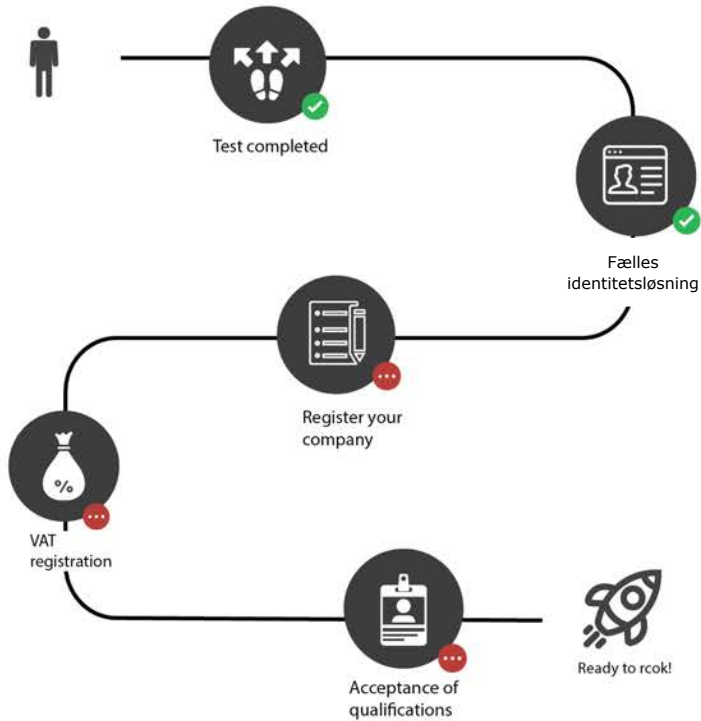 Test completed
Fælles
identitetsløsning
Register your
company
%
VAT
registration
Acceptance of
qualifications
Ready to rcok!